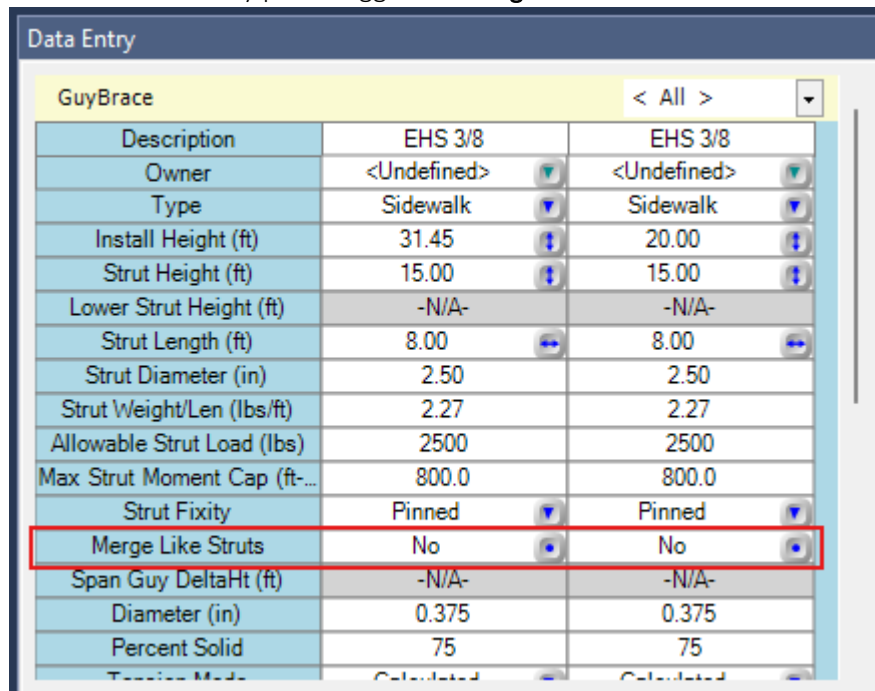 Data Entry
GuyBrace < All >
Description EHS 3/8 EHS 3/8
Owner <Undefined> <Undefined>
Type Sidewalk Sidewalk
Install Height (ft) 31.45 20.00
Strut Height (ft) 15.00 15.00
Lower Strut Height (ft) -N/A- -N/A-
Strut Length (ft) 8.00 8.00
Strut Diameter (in) 2.50 2.50
Strut Weight/Len (lbs/ft) 2.27 2.27
Allowable Strut Load (lbs) 2500 2500
Max Strut Moment Cap (ft-... 800.0 800.0
Strut Fixity Pinned Pinned
Merge Like Struts No No
Span Guy DeltaHt (ft) -N/A- -N/A-
Diameter (in) 0.375 0.375
Percent Solid 75 75
Tension Mode Calculated Calculated